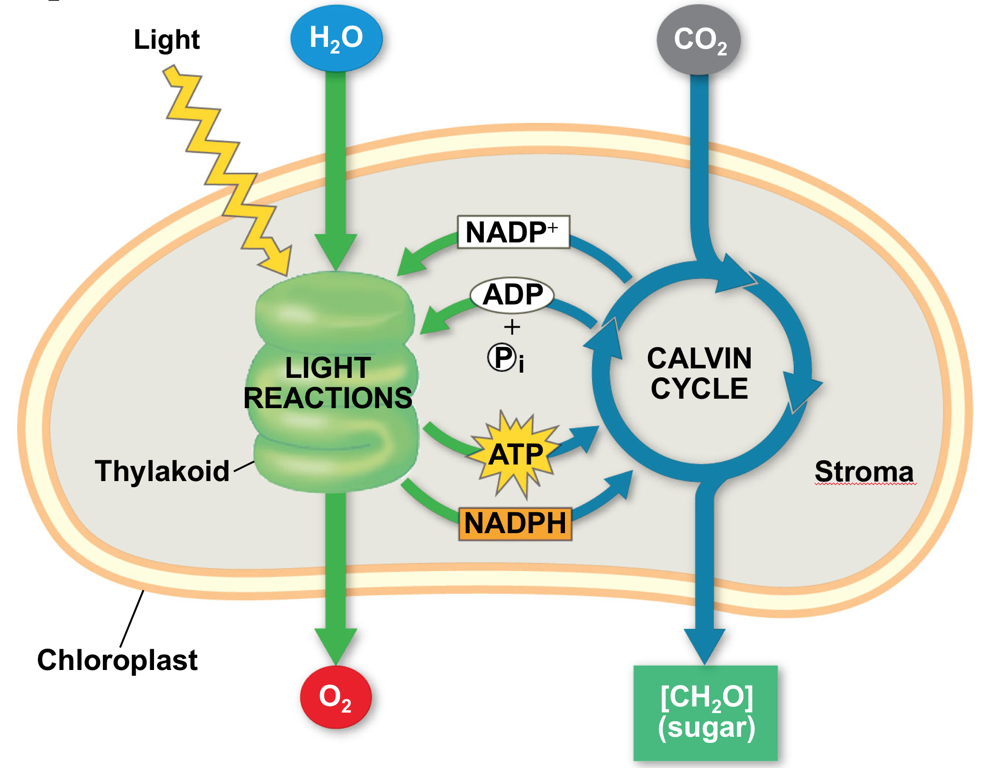 Light
H₂O
CO₂
NADP⁺
ADP
+
Pi
LIGHT
REACTIONS
CALVIN
CYCLE
ATP
Thylakoid
Stroma
NADPH
Chloroplast
O₂
[CH₂O]
(sugar)